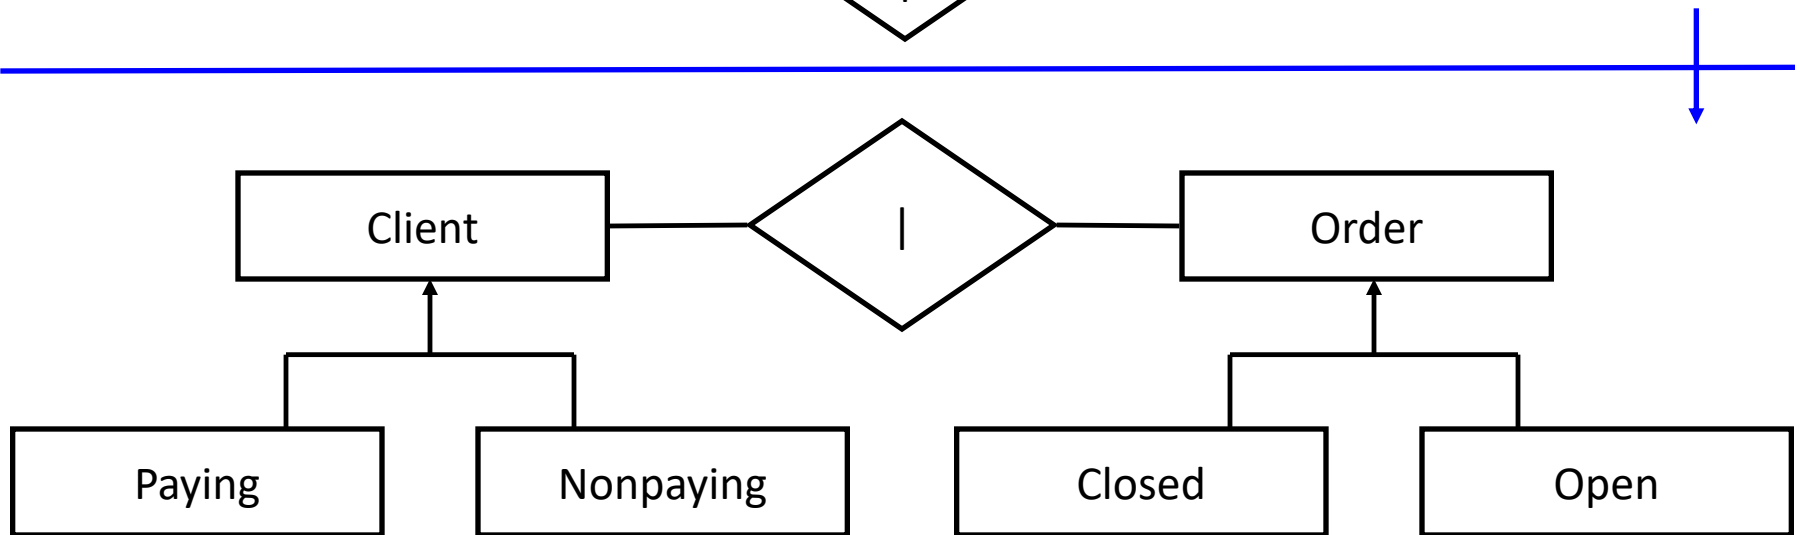 Client
|
Order
Paying
Nonpaying
Closed
Open